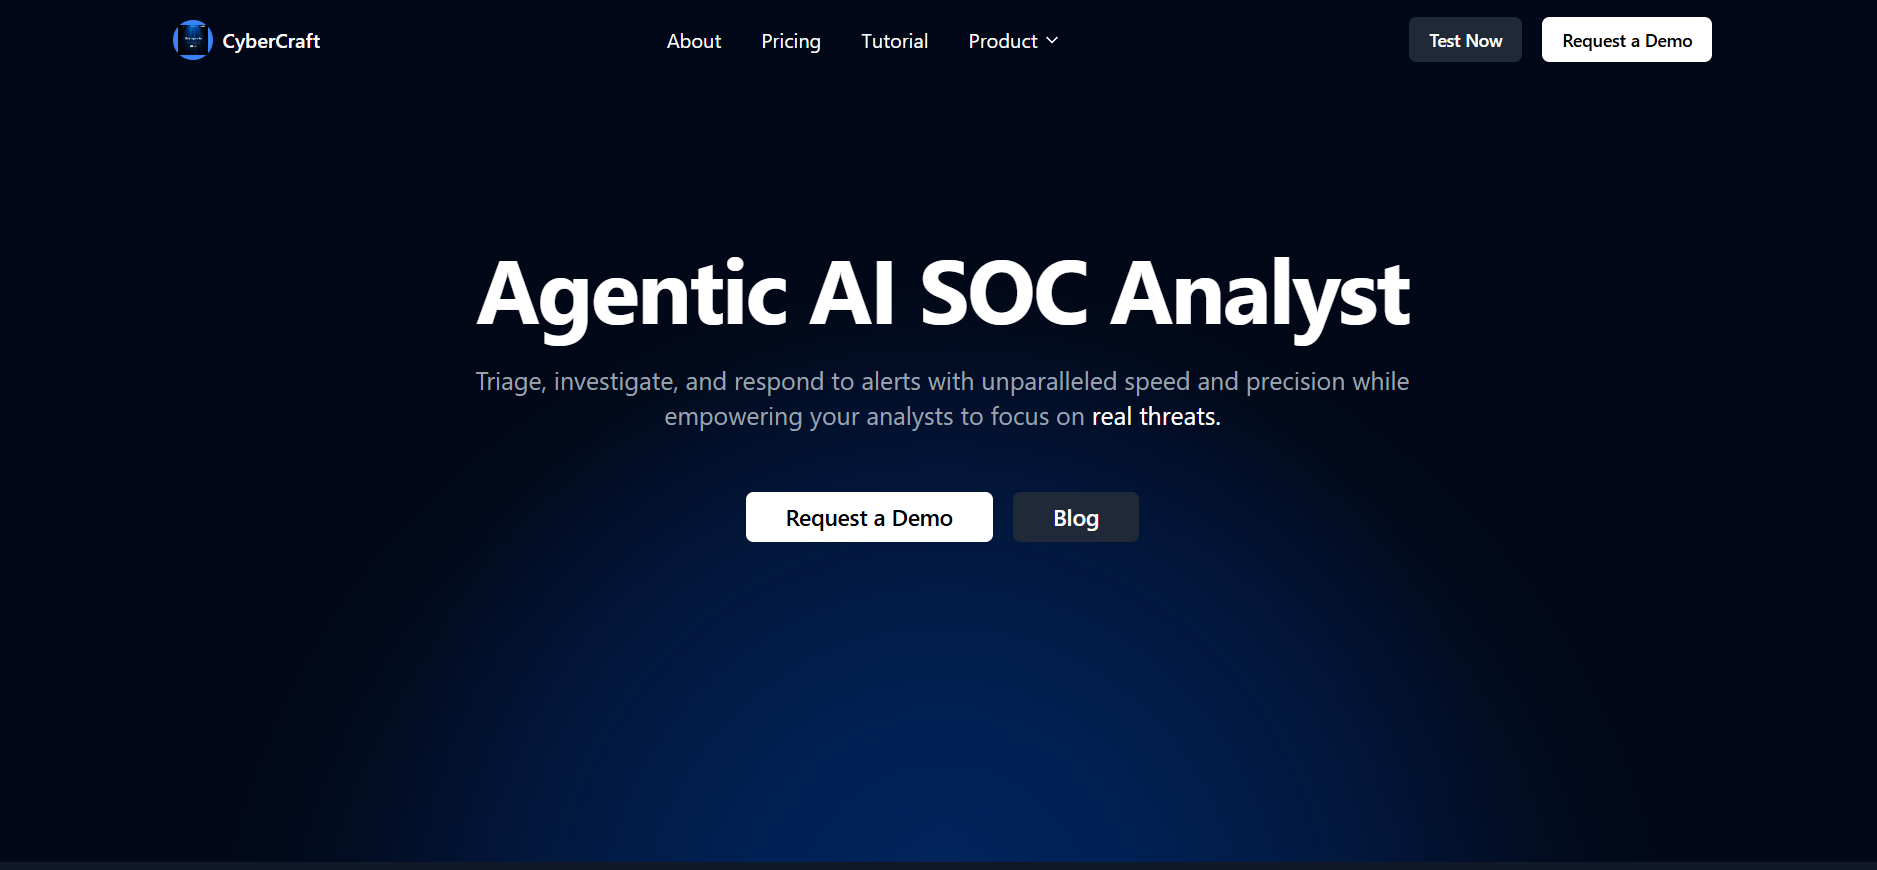 CyberCraft
About
Pricing
Tutorial
Product
Test Now
Request a Demo
Agentic AI SOC Analyst
Triage, investigate, and respond to alerts with unparalleled speed and precision while
empowering your analysts to focus on real threats.
Request a Demo
Blog